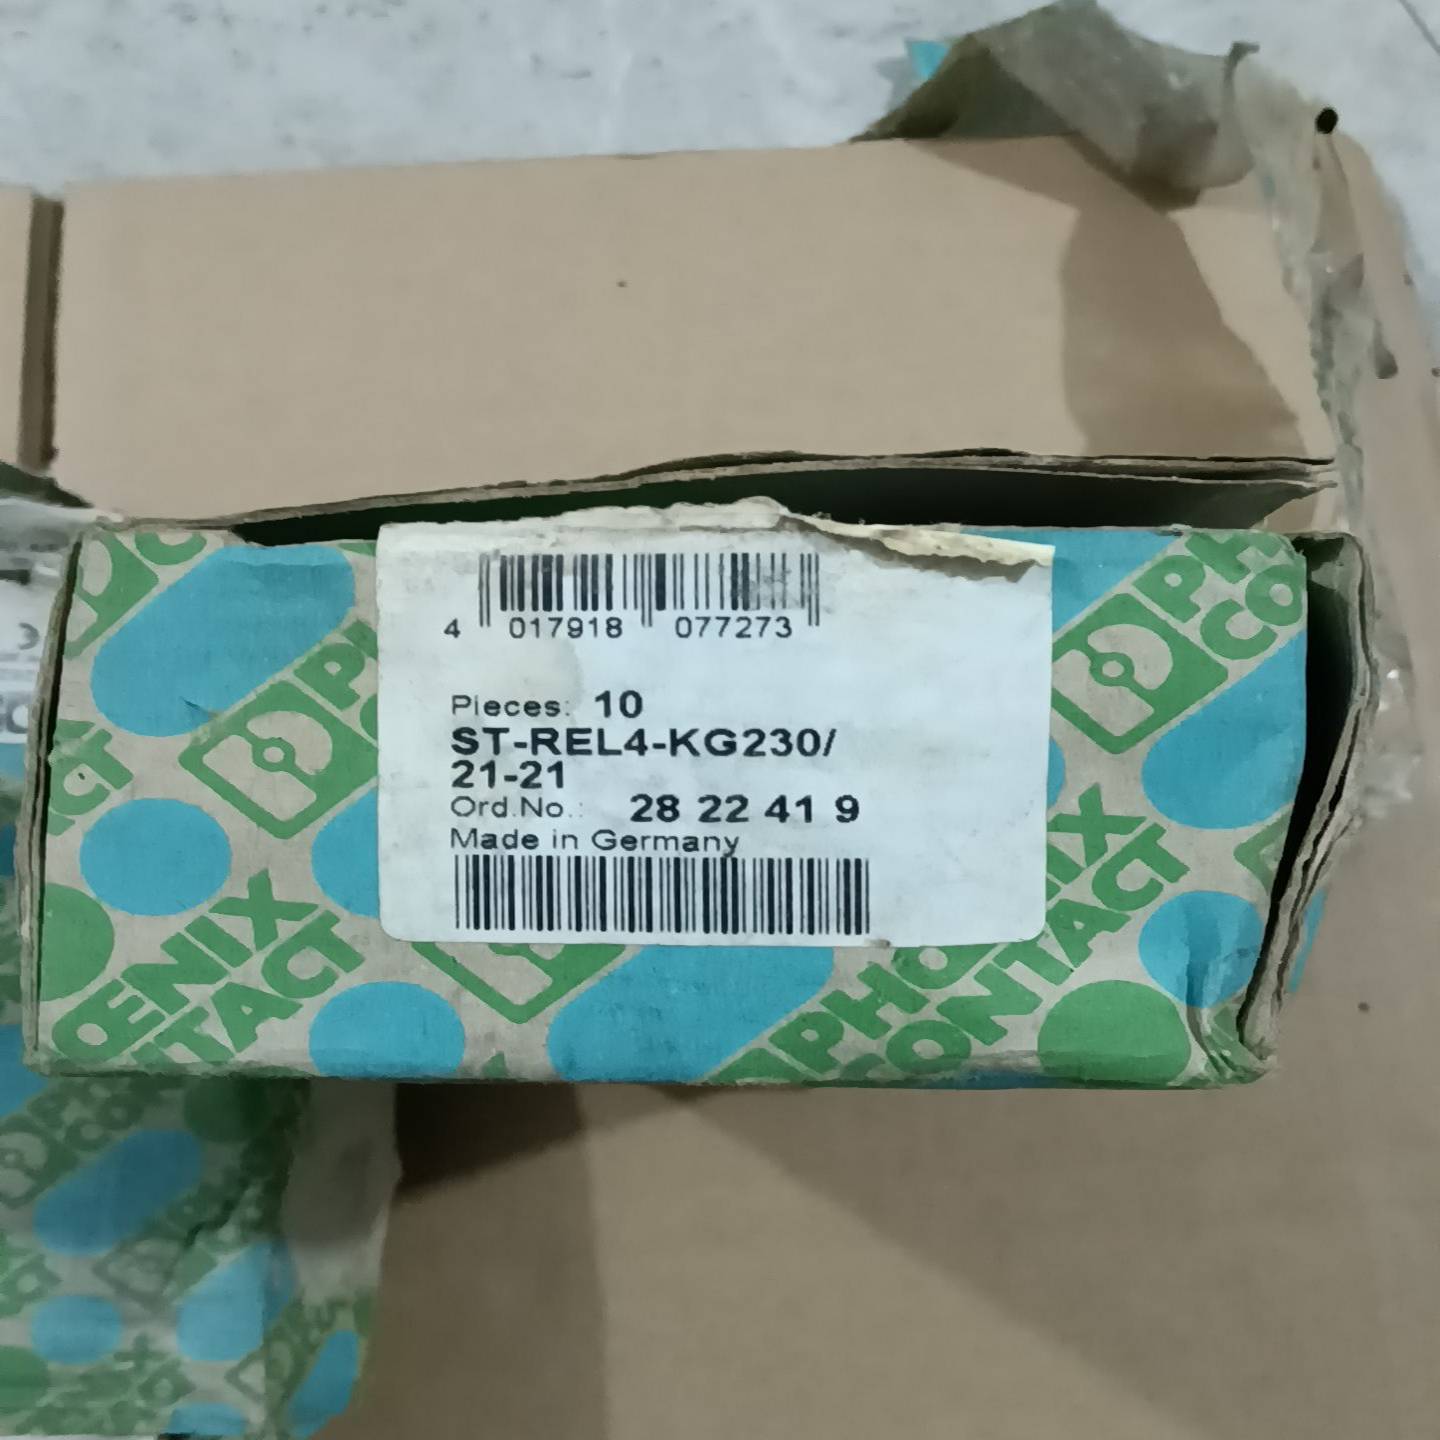 4 017918 077273
Pieces: 10
ST-REL4-KG230/
21-21
Ord.No.: 28 22 41 9
Made in Germany
PHŒNIX
CONTACT